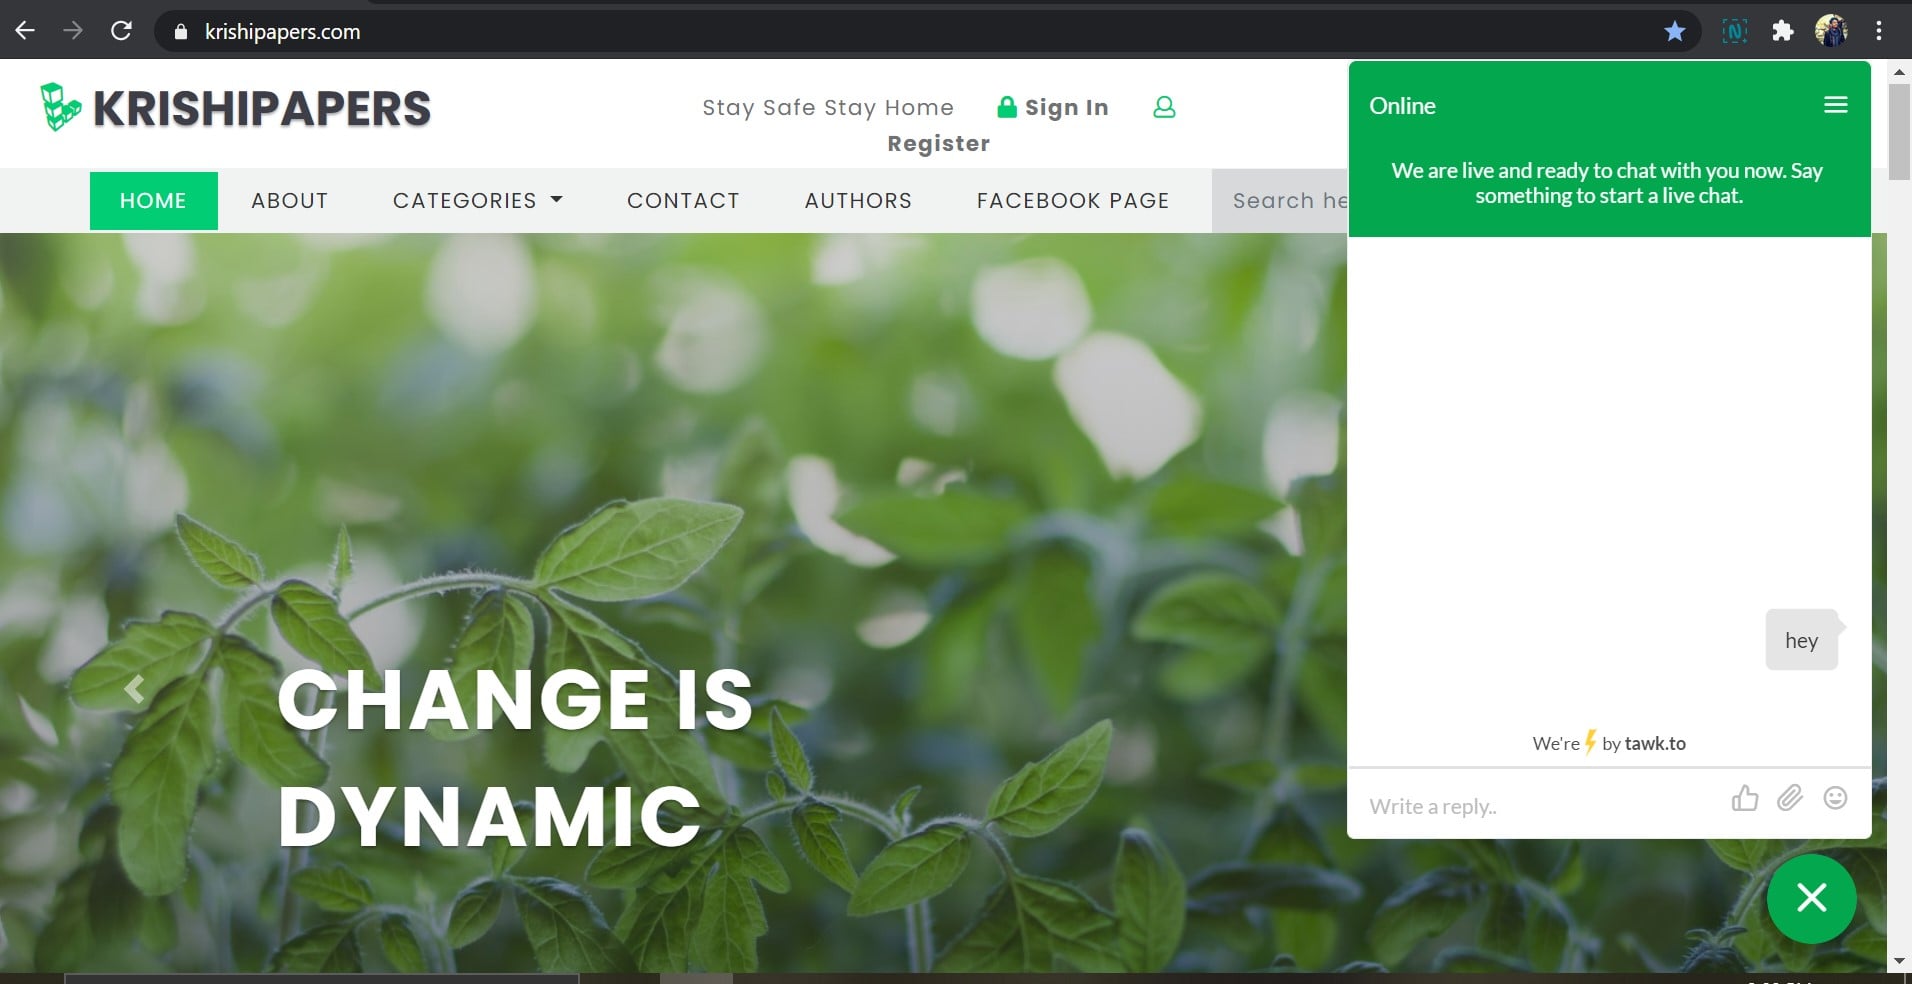 krishipapers.com
KRISHIPAPERS
Stay Safe Stay Home
Sign In
Register
HOME
ABOUT
CATEGORIES
CONTACT
AUTHORS
FACEBOOK PAGE
Search he
CHANGE IS
DYNAMIC
Online
We are live and ready to chat with you now. Say
something to start a live chat.
hey
We're by tawk.to
Write a reply..